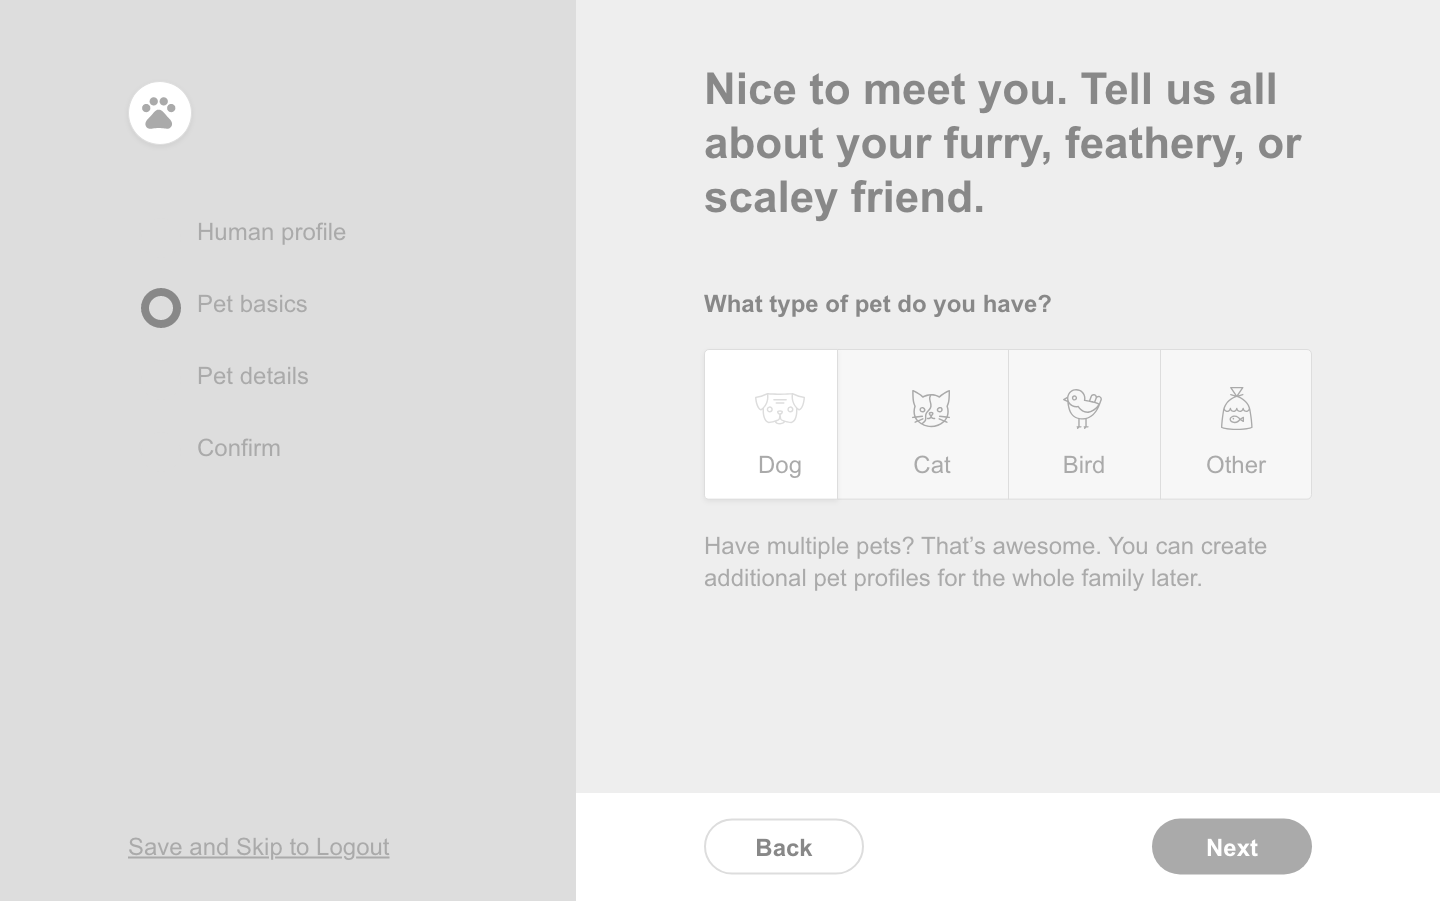 Human profile
Pet basics
Pet details
Confirm
Save and Skip to Logout
Nice to meet you. Tell us all
about your furry, feathery, or
scaley friend.
What type of pet do you have?
Dog
Cat
Bird
Other
Have multiple pets? That’s awesome. You can create
additional pet profiles for the whole family later.
Back
Next